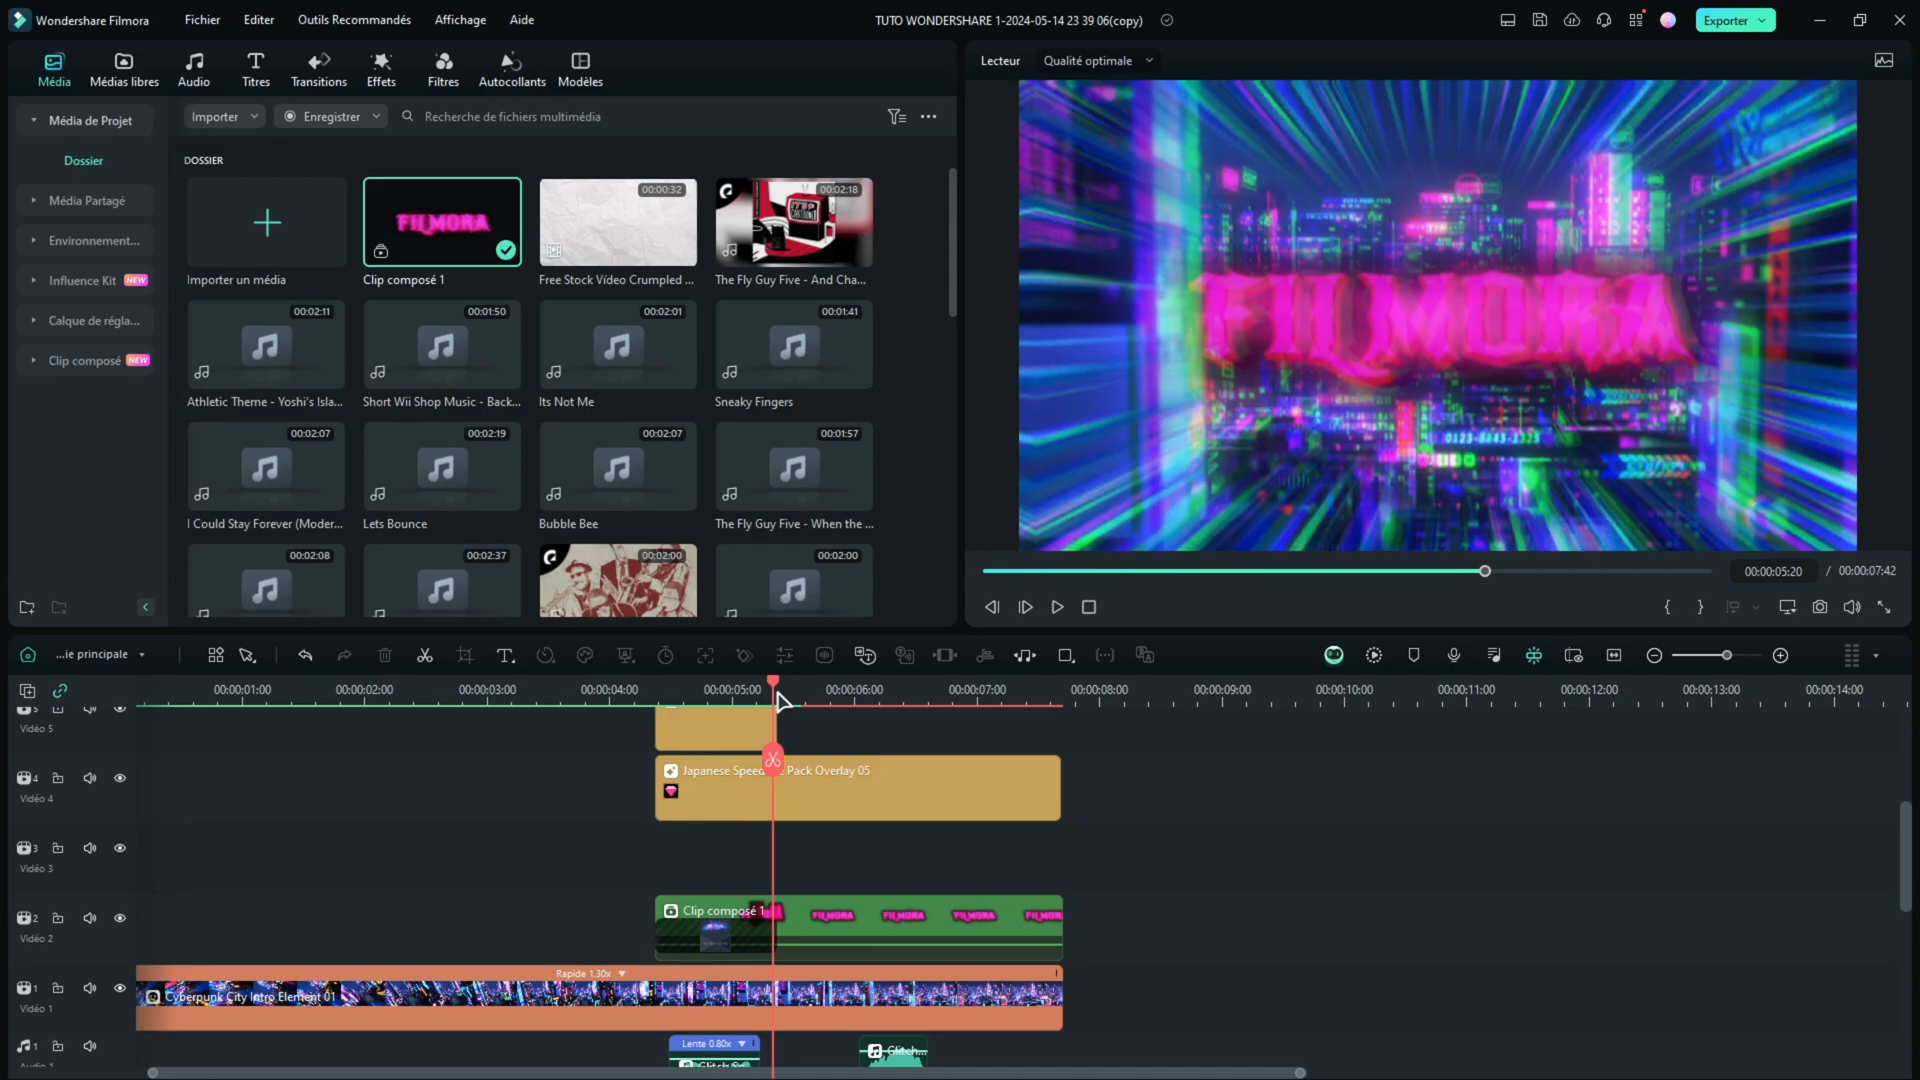 Wondershare Filmora
Fichier
Editer
Outils Recommandés
Affichage
Aide
TUTO WONDERSHARE 1-2024-05-14 23 39 06(copy)
Exporter
Média
Médias libres
Audio
Titres
Transitions
Effets
Filtres
Autocollants
Modèles
Lecteur
Qualité optimale
Média de Projet
Dossier
Média Partagé
Environnement...
Influence Kit NEW
Calque de régla...
Clip composé NEW
Importer
Enregistrer
Recherche de fichiers multimédia
DOSSIER
Importer un média
FILMORA
Clip composé 1
00:00:32
Free Stock Vídeo Crumpled ...
00:02:18
The Fly Guy Five - And Cha...
00:02:11
Athletic Theme - Yoshi's Isla...
00:01:50
Short Wii Shop Music - Back...
00:02:01
Its Not Me
00:01:41
Sneaky Fingers
00:02:07
I Could Stay Forever (Moder...
00:02:19
Lets Bounce
00:02:07
Bubble Bee
00:01:57
The Fly Guy Five - When the ...
00:02:08
00:02:37
00:02:00
00:02:00
FILMORA
0123-8843-1325
00:00:05:20 / 00:00:07:42
...ie principale
00:00:01:00
00:00:02:00
00:00:03:00
00:00:04:00
00:00:05:00
00:00:06:00
00:00:07:00
00:00:08:00
00:00:09:00
00:00:10:00
00:00:11:00
00:00:12:00
00:00:13:00
00:00:14:00
5
Vidéo 5
4
Vidéo 4
Japanese Speed Pack Overlay 05
3
Vidéo 3
2
Vidéo 2
Clip composé 1
FILMORA
FILMORA
FILMORA
FILMORA
1
Vidéo 1
Rapide 1.30x
Cyberpunk City Intro Element 01
1
Audio 1
Lente 0.80x
Glitch...